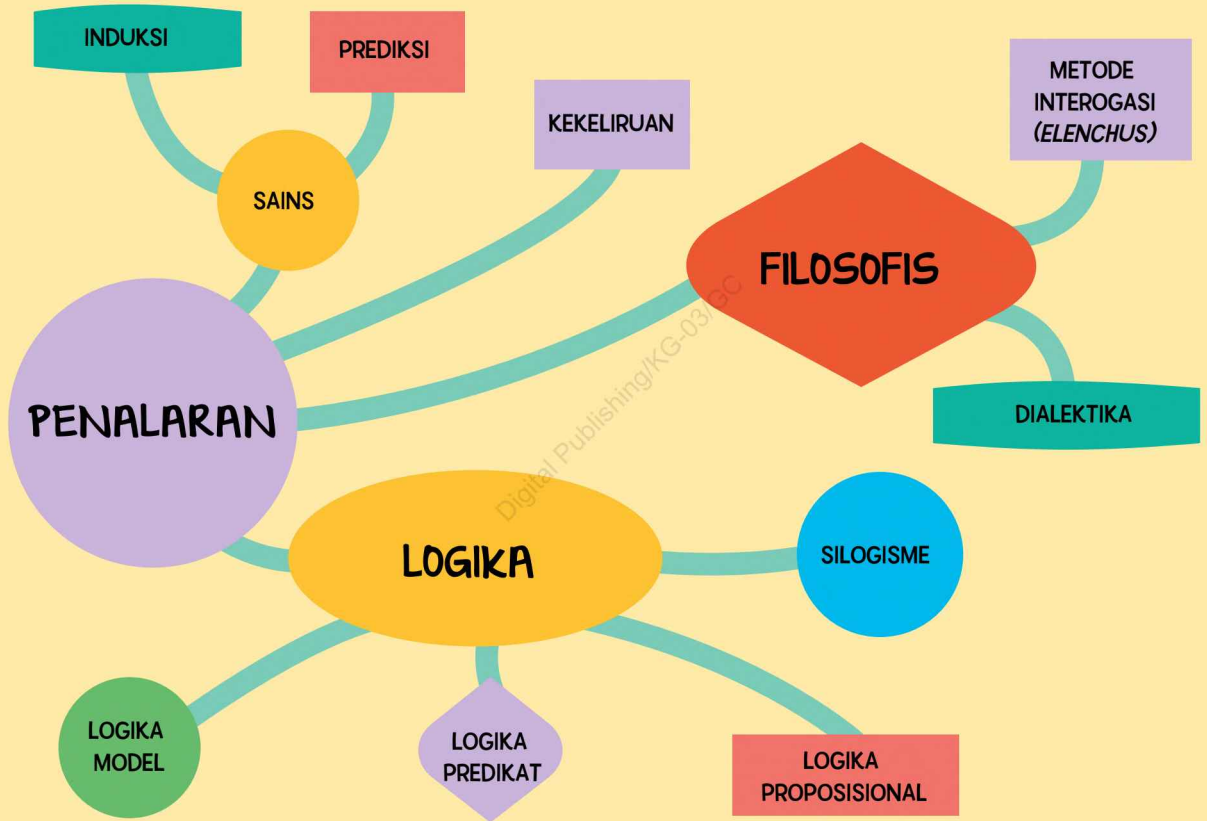 INDUKSI
PREDIKSI
SAINS
KEKELIRUAN
METODE
INTEROGASI
(ELENCHUS)
FILOSOFIS
DIALEKTIKA
PENALARAN
Digital Publishing/KG-03/GC
LOGIKA
SILOGISME
LOGIKA
MODEL
LOGIKA
PREDIKAT
LOGIKA
PROPOSISIONAL